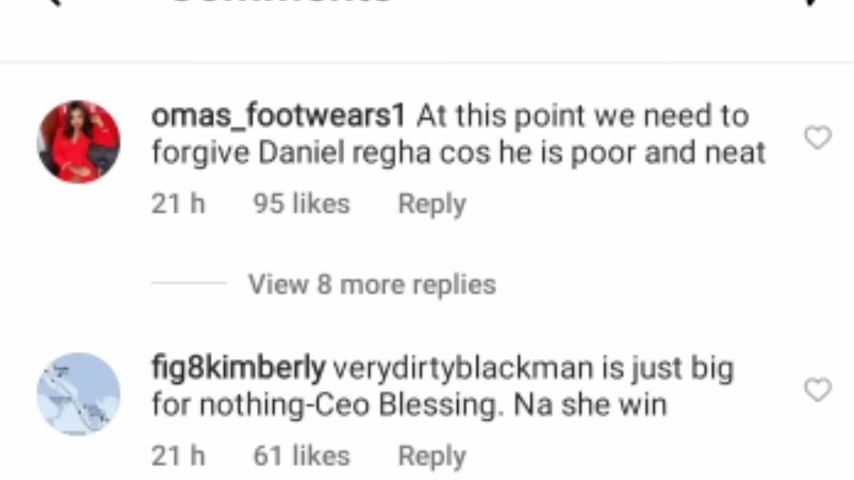 omas_footwears1 At this point we need to
forgive Daniel regha cos he is poor and neat
21 h 95 likes Reply
View 8 more replies
fig8kimberly verydirtyblackman is just big
for nothing-Ceo Blessing. Na she win
21 h 61 likes Reply